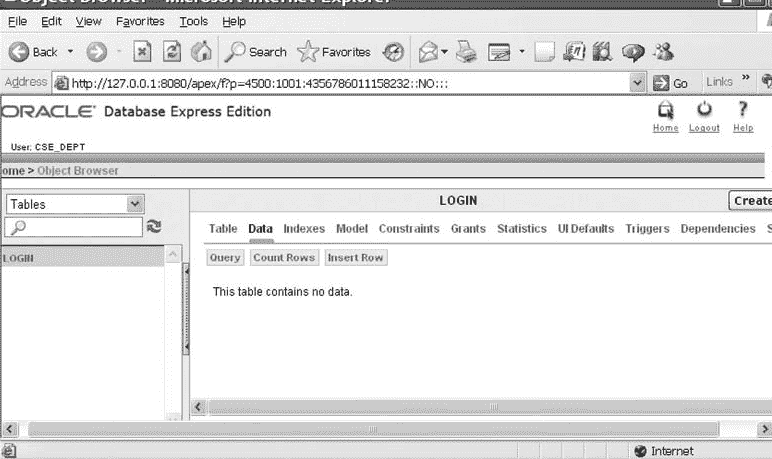 Object Browser - Microsoft Internet Explorer
File Edit View Favorites Tools Help
Back Search Favorites
Address http://127.0.0.1:8080/apex/f?p=4500:1001:4356786011158232::NO::: Go Links »
ORACLE Database Express Edition
Home Logout Help
User: CSE_DEPT
ome > Object Browser
Tables
LOGIN
Create
Table Data Indexes Model Constraints Grants Statistics UI Defaults Triggers Dependencies S
LOGIN
Query Count Rows Insert Row
This table contains no data.
Internet